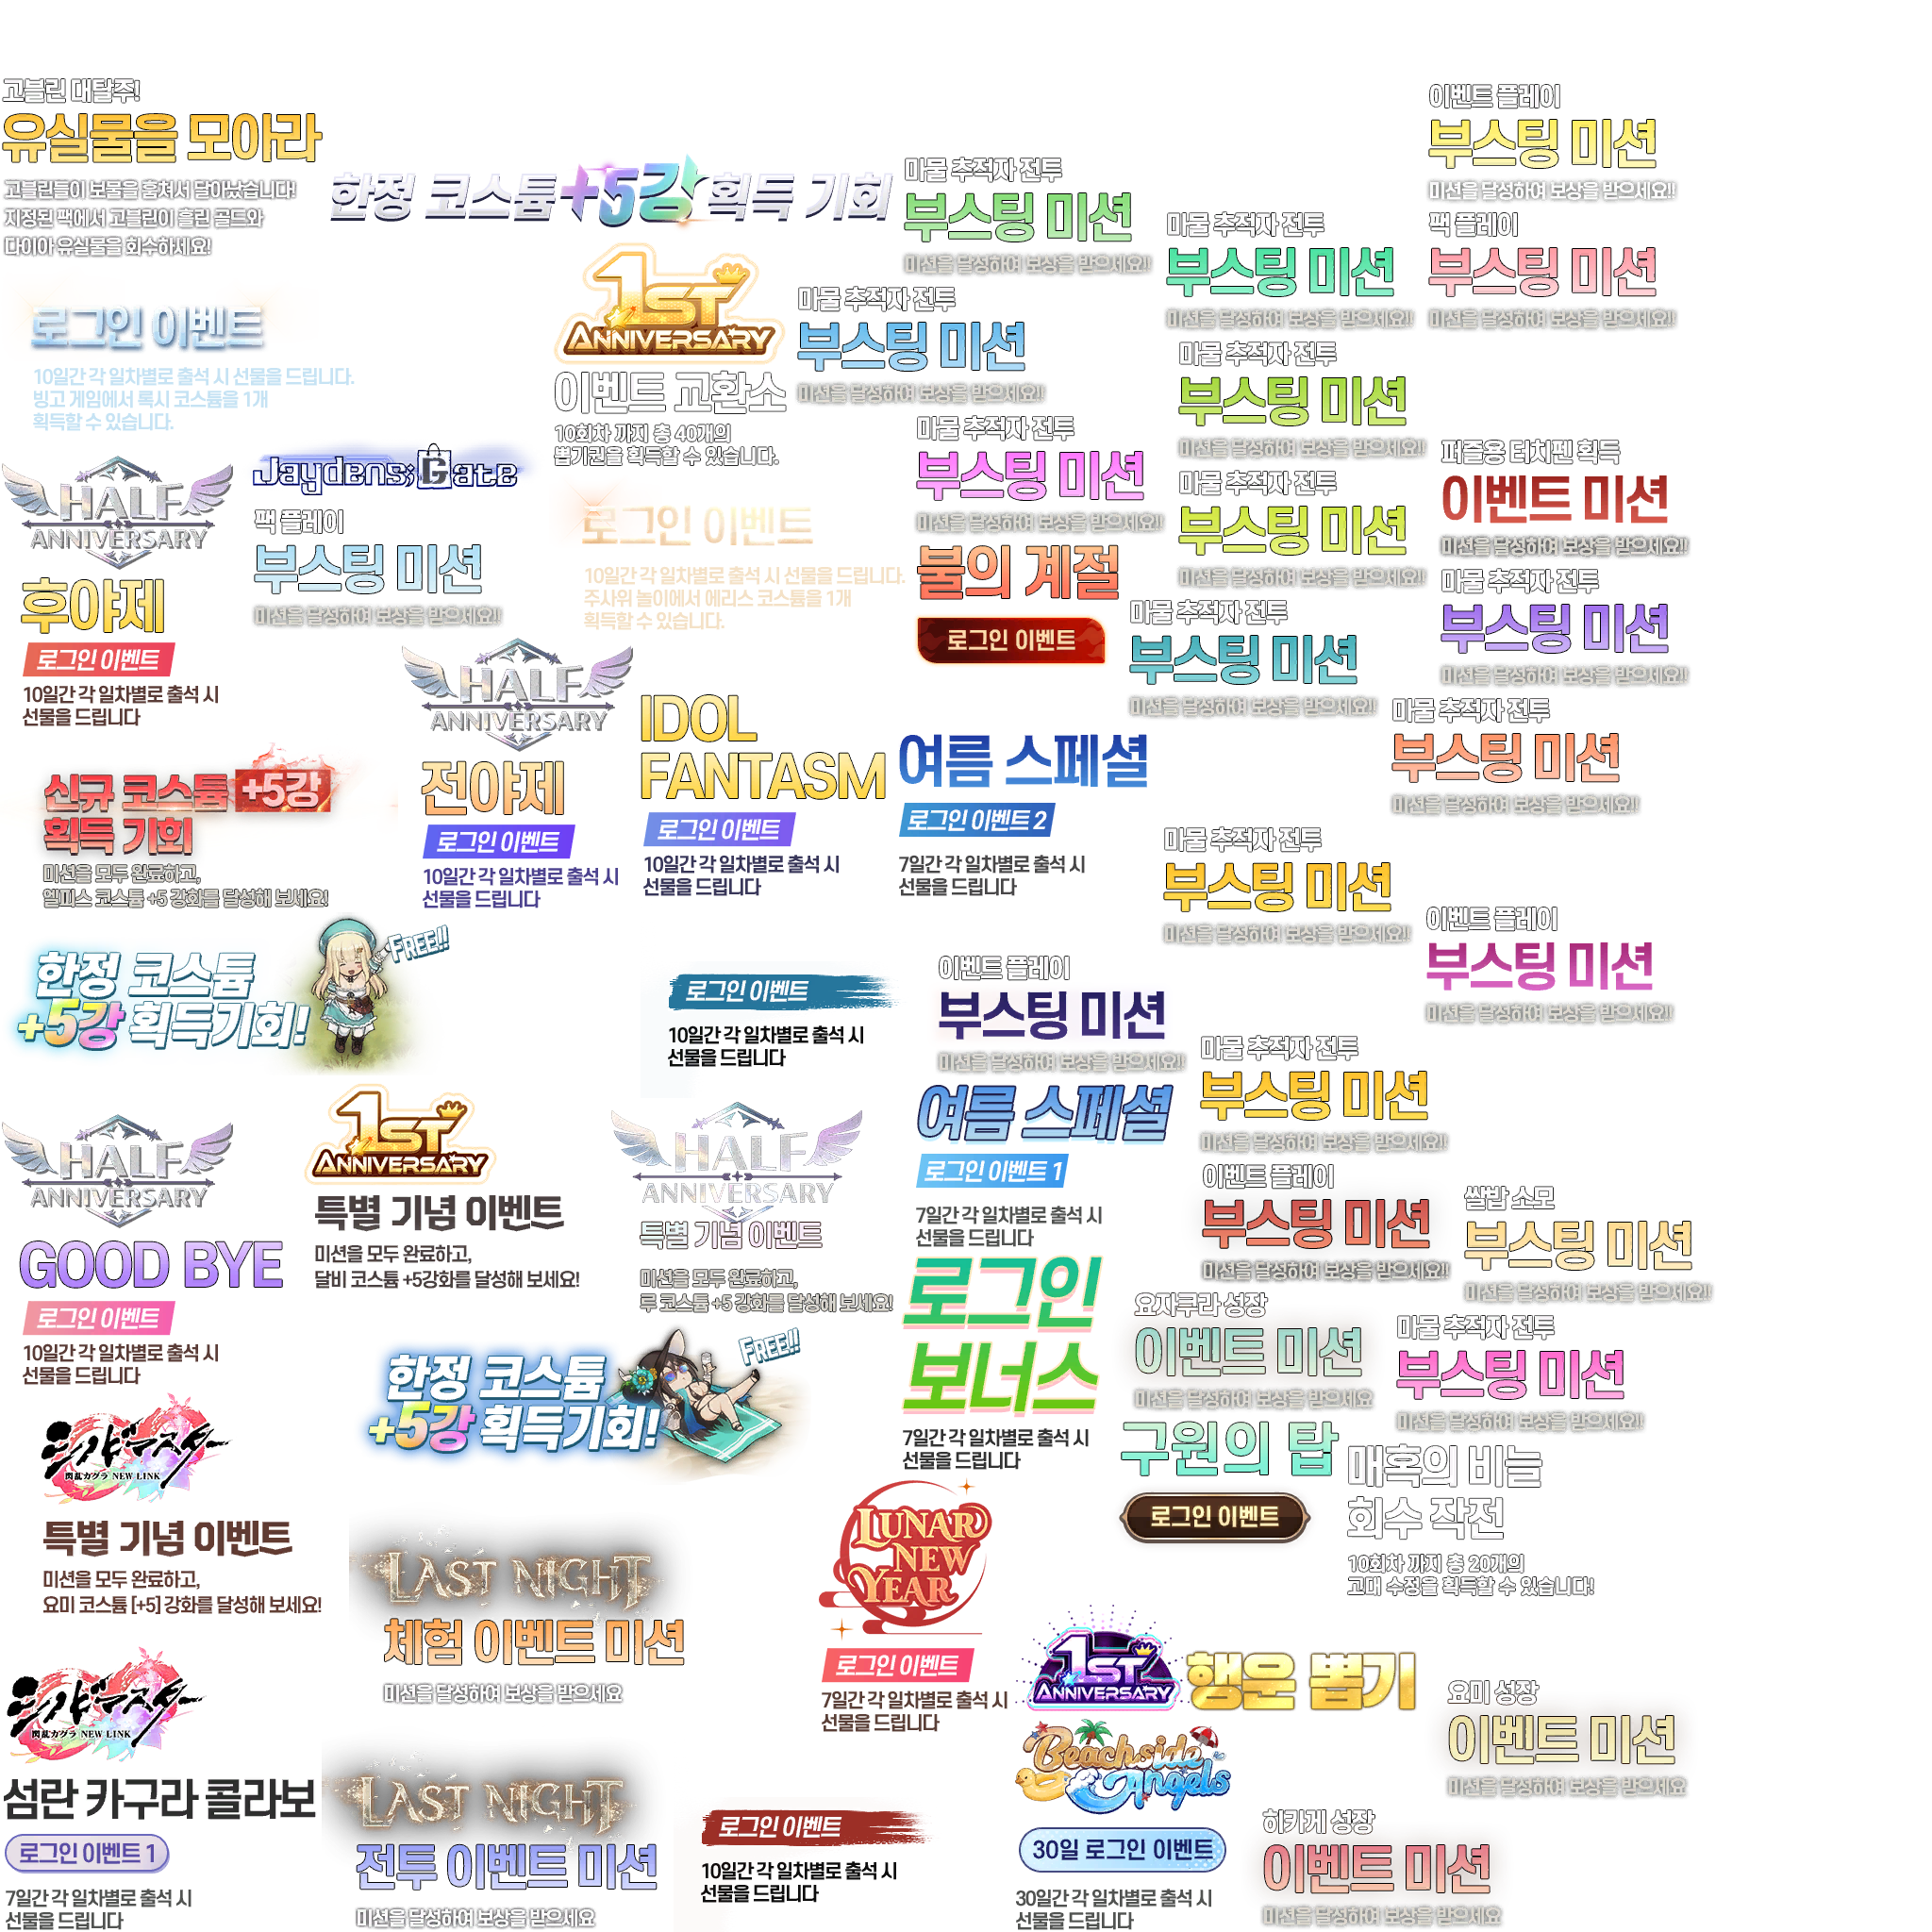 고블린 대탈주!
유실물을 모아라
고블린들이 보물을 훔쳐서 달아났습니다!
지정된 팩에서 고블린이 흘린 골드와
다이아 유실물을 회수하세요!
한정 코스튬 +5강 획득 기회
마물 추적자 전투
부스팅 미션
미션을 달성하여 보상을 받으세요!!
이벤트 플레이
부스팅 미션
미션을 달성하여 보상을 받으세요!!
마물 추적자 전투
부스팅 미션
미션을 달성하여 보상을 받으세요!!
팩 플레이
부스팅 미션
미션을 달성하여 보상을 받으세요!!
로그인 이벤트
10일간 각 일차별로 출석 시 선물을 드립니다.
빙고 게임에서 록시 코스튬을 1개
획득할 수 있습니다.
1ST
ANNIVERSARY
이벤트 교환소
10회차 까지 총 40개의
뽑기권을 획득할 수 있습니다.
마물 추적자 전투
부스팅 미션
미션을 달성하여 보상을 받으세요!!
마물 추적자 전투
부스팅 미션
미션을 달성하여 보상을 받으세요!!
HALF
ANNIVERSARY
후야제
로그인 이벤트
10일간 각 일차별로 출석 시
선물을 드립니다
Jaydens;Gate
팩 플레이
부스팅 미션
미션을 달성하여 보상을 받으세요!!
로그인 이벤트
10일간 각 일차별로 출석 시 선물을 드립니다.
주사위 놀이에서 에리스 코스튬을 1개
획득할 수 있습니다.
마물 추적자 전투
부스팅 미션
미션을 달성하여 보상을 받으세요!!
불의 계절
로그인 이벤트
마물 추적자 전투
부스팅 미션
미션을 달성하여 보상을 받으세요!!
퍼즐용 터치펜 획득
이벤트 미션
미션을 달성하여 보상을 받으세요!!
마물 추적자 전투
부스팅 미션
미션을 달성하여 보상을 받으세요!!
마물 추적자 전투
부스팅 미션
미션을 달성하여 보상을 받으세요!!
HALF
ANNIVERSARY
전야제
로그인 이벤트
10일간 각 일차별로 출석 시
선물을 드립니다
IDOL
FANTASM
로그인 이벤트
10일간 각 일차별로 출석 시
선물을 드립니다
여름 스페셜
로그인 이벤트 2
7일간 각 일차별로 출석 시
선물을 드립니다
마물 추적자 전투
부스팅 미션
미션을 달성하여 보상을 받으세요!!
신규 코스튬 +5강
획득 기회
미션을 모두 완료하고,
엘피스 코스튬 +5 강화를 달성해 보세요!
마물 추적자 전투
부스팅 미션
미션을 달성하여 보상을 받으세요!!
이벤트 플레이
부스팅 미션
미션을 달성하여 보상을 받으세요!!
한정 코스튬
+5강 획득기회!
FREE!!
로그인 이벤트
10일간 각 일차별로 출석 시
선물을 드립니다
이벤트 플레이
부스팅 미션
미션을 달성하여 보상을 받으세요!!
마물 추적자 전투
부스팅 미션
미션을 달성하여 보상을 받으세요!!
HALF
ANNIVERSARY
GOOD BYE
로그인 이벤트
10일간 각 일차별로 출석 시
선물을 드립니다
1ST
ANNIVERSARY
특별 기념 이벤트
미션을 모두 완료하고,
달비 코스튬 +5강화를 달성해 보세요!
HALF
ANNIVERSARY
특별 기념 이벤트
미션을 모두 완료하고,
루 코스튬 +5 강화를 달성해 보세요!
여름 스페셜
로그인 이벤트 1
7일간 각 일차별로 출석 시
선물을 드립니다
이벤트 플레이
부스팅 미션
미션을 달성하여 보상을 받으세요!!
쌀밥 소모
부스팅 미션
미션을 달성하여 보상을 받으세요!!
한정 코스튬
+5강 획득기회!
FREE!!
로그인
보너스
7일간 각 일차별로 출석 시
선물을 드립니다
요자쿠라 성장
이벤트 미션
미션을 달성하여 보상을 받으세요
마물 추적자 전투
부스팅 미션
미션을 달성하여 보상을 받으세요!!
구원의 탑
로그인 이벤트
매혹의 비늘
회수 작전
10회차 까지 총 20개의
고대 수정을 획득할 수 있습니다!
シノビマスター
閃乱カグラ NEW LINK
특별 기념 이벤트
미션을 모두 완료하고,
요미 코스튬 [+5] 강화를 달성해 보세요!
LAST NIGHT
체험 이벤트 미션
미션을 달성하여 보상을 받으세요
LUNAR
NEW
YEAR
로그인 이벤트
7일간 각 일차별로 출석 시
선물을 드립니다
1ST
ANNIVERSARY
행운 뽑기
요미 성장
이벤트 미션
미션을 달성하여 보상을 받으세요
シノビマスター
閃乱カグラ NEW LINK
섬란 카구라 콜라보
로그인 이벤트 1
7일간 각 일차별로 출석 시
선물을 드립니다
LAST NIGHT
전투 이벤트 미션
미션을 달성하여 보상을 받으세요
로그인 이벤트
10일간 각 일차별로 출석 시
선물을 드립니다
Beachside
Angels
30일 로그인 이벤트
30일간 각 일차별로 출석 시
선물을 드립니다
히카게 성장
이벤트 미션
미션을 달성하여 보상을 받으세요